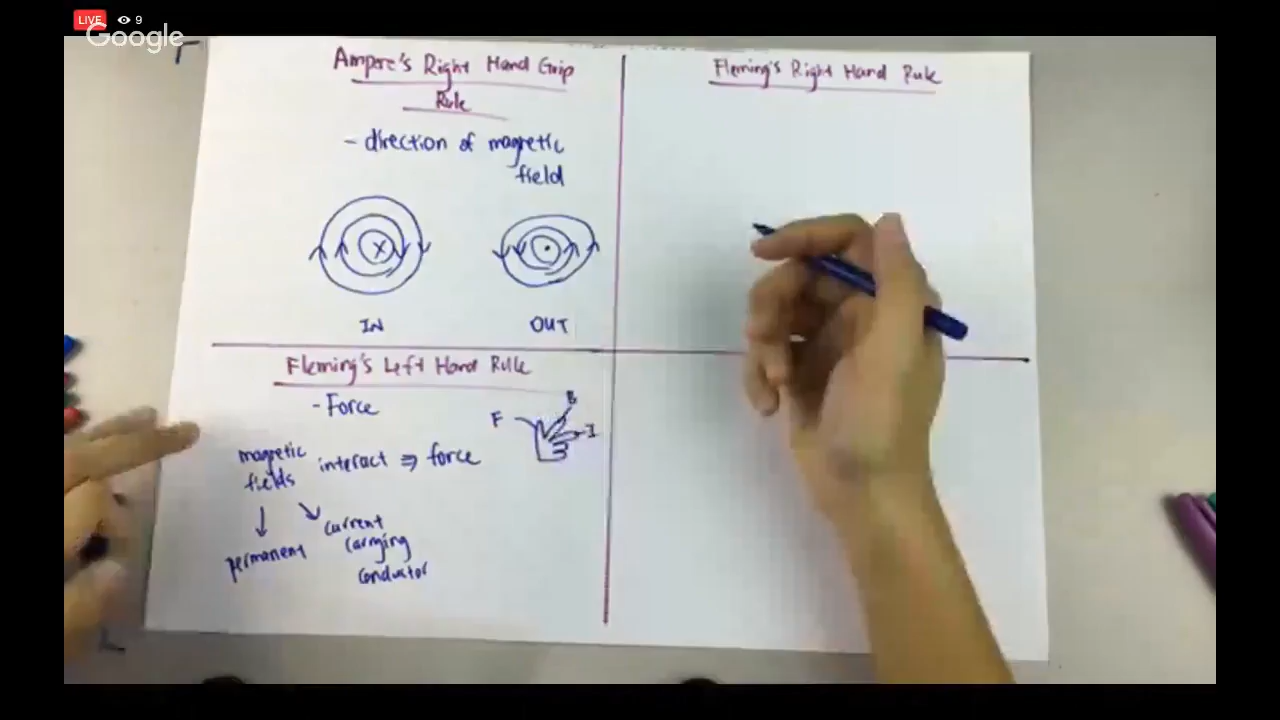 LIVE 9
Google
Ampere's Right Hand Grip
Rule
- direction of magnetic
field
x
IN
OUT
Fleming's Left Hand Rule
- Force
F
B
I
magnetic
fields
interact ⇒ force
permanent
current
carrying
conductor
Fleming's Right Hand Rule